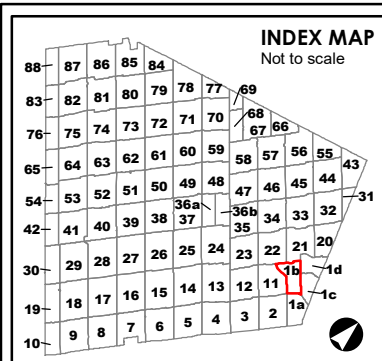 INDEX MAP
Not to scale
88 87 86 85 84
83 82 81 80 79 78 77 69
76 75 74 73 72 71 70 68 67 66
65 64 63 62 61 60 59 58 57 56 55 43
54 53 52 51 50 49 48 47 46 45 44 31
42 41 40 39 38 36a 37 36b 35 34 33 32
30 29 28 27 26 25 24 23 22 21 20
19 18 17 16 15 14 13 12 11 1b 1d
10 9 8 7 6 5 4 3 2 1a 1c